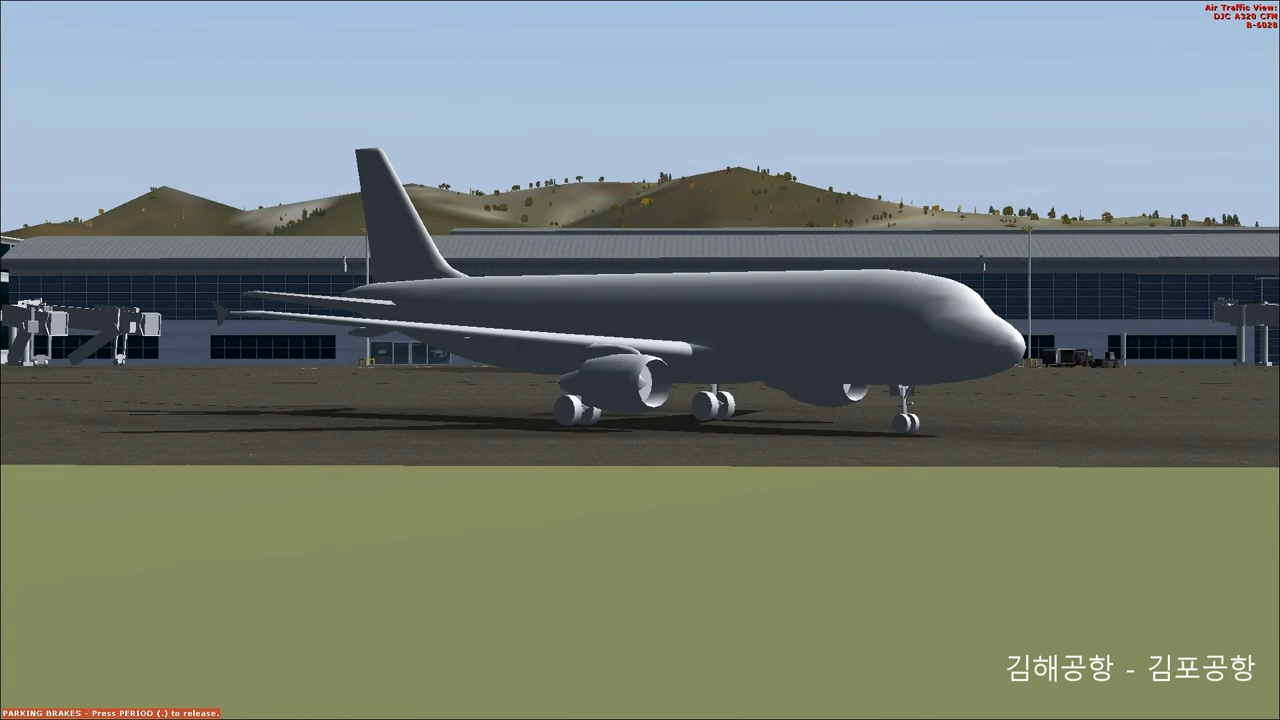 Air Traffic View:
DJC A320 CFM
B-6028
김해공항 - 김포공항
PARKING BRAKES - Press PERIOD (.) to release.